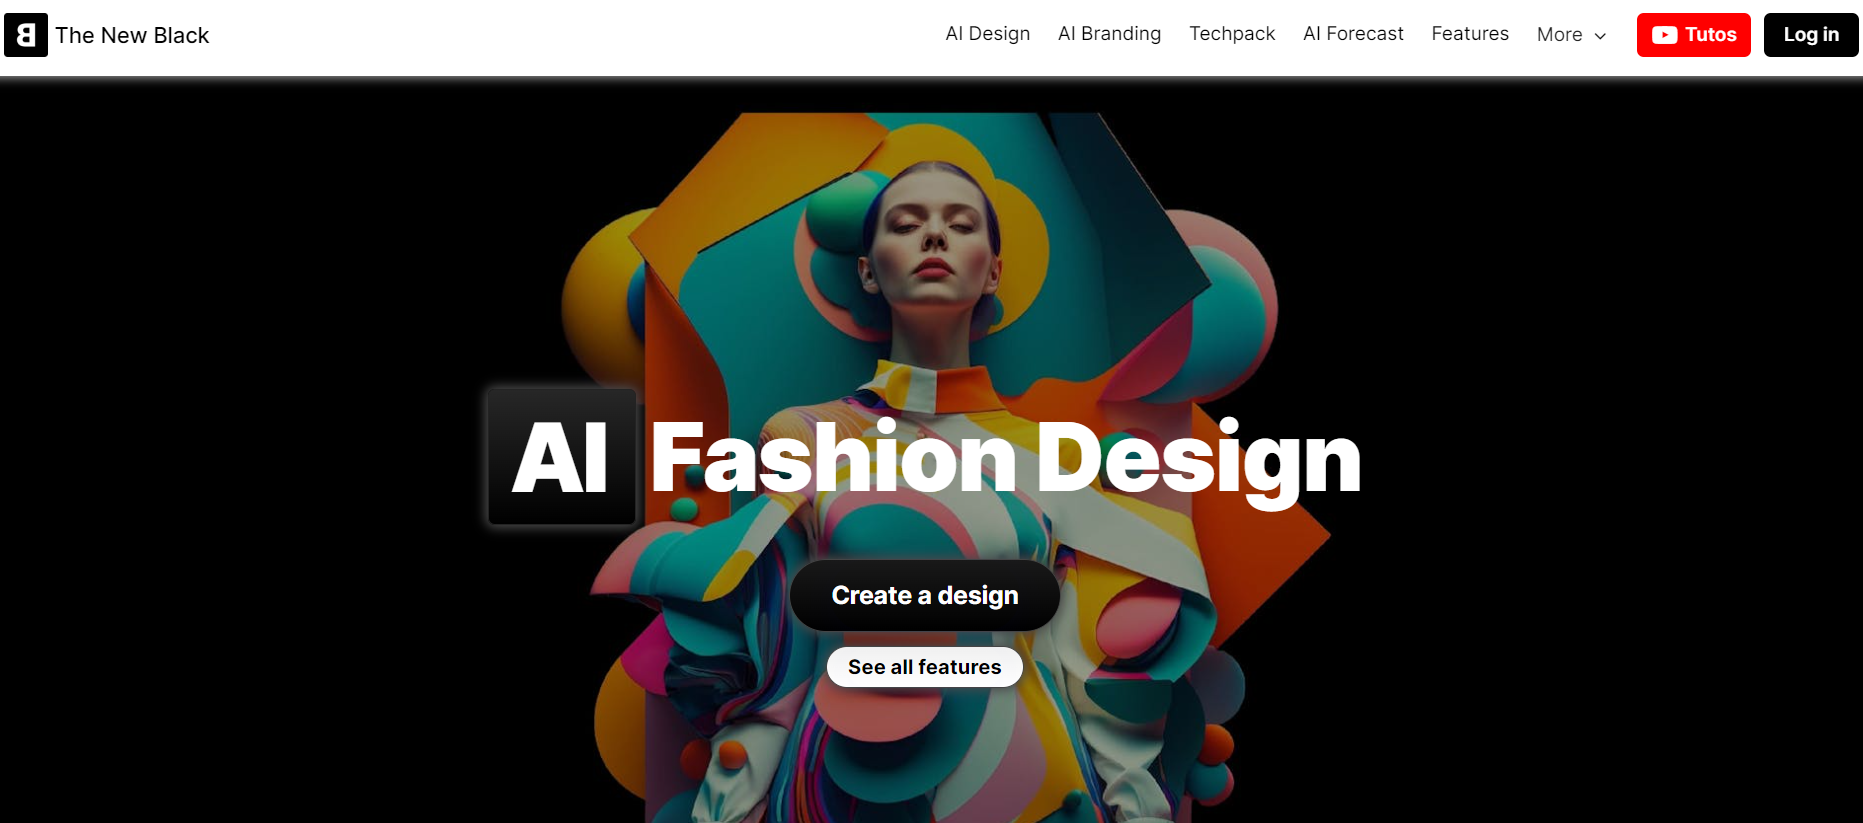 B The New Black
AI Design AI Branding Techpack AI Forecast Features More Tutos Log in
AI Fashion Design
Create a design
See all features